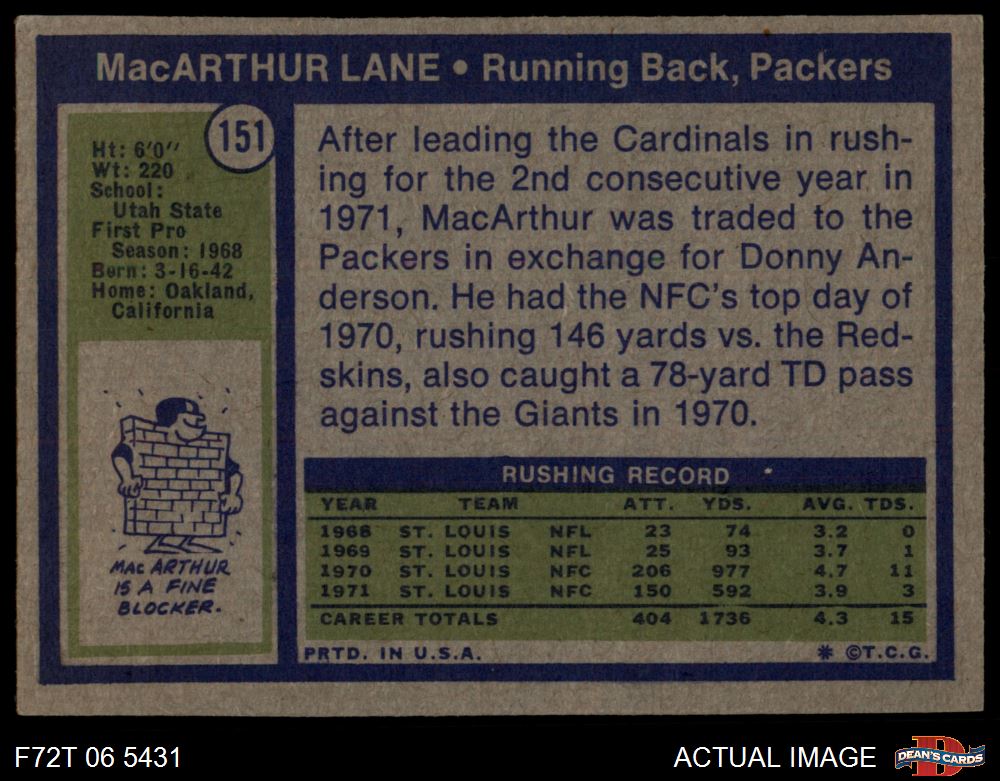 MacARTHUR LANE • Running Back, Packers
151
Ht: 6'0"
Wt: 220
School:
Utah State
First Pro
Season: 1968
Born: 3-16-42
Home: Oakland,
California
MAC ARTHUR
IS A FINE
BLOCKER.
After leading the Cardinals in rush-
ing for the 2nd consecutive year in
1971, MacArthur was traded to the
Packers in exchange for Donny An-
derson. He had the NFC's top day of
1970, rushing 146 yards vs. the Red-
skins, also caught a 78-yard TD pass
against the Giants in 1970.
RUSHING RECORD
YEAR TEAM ATT. YDS. AVG. TDS.
1968 ST. LOUIS NFL 23 74 3.2 0
1969 ST. LOUIS NFL 25 93 3.7 1
1970 ST. LOUIS NFC 206 977 4.7 11
1971 ST. LOUIS NFC 150 592 3.9 3
CAREER TOTALS 404 1736 4.3 15
PRTD. IN U.S.A. * ©T.C.G.
F72T 06 5431
ACTUAL IMAGE
D
DEAN'S CARDS